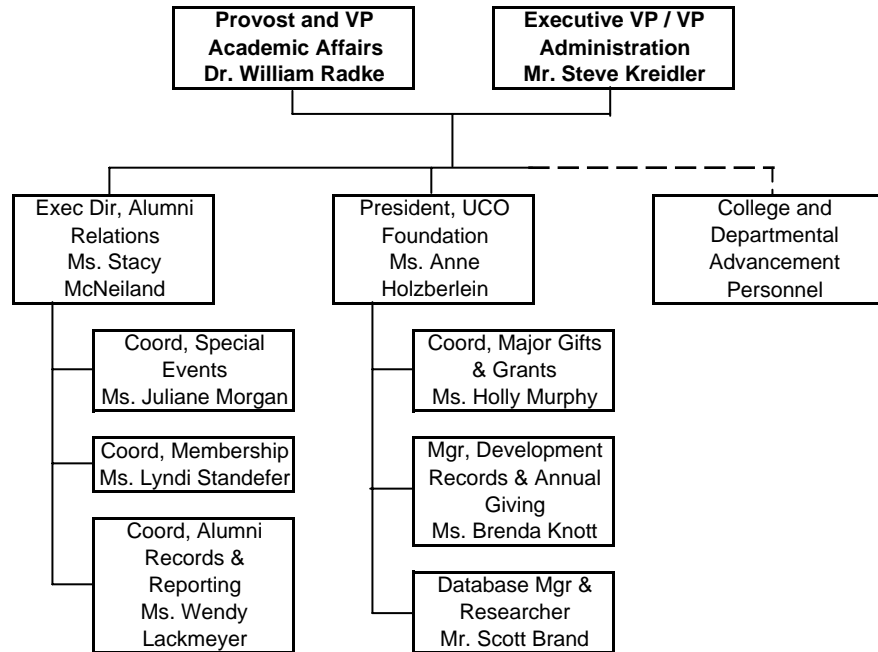 Provost and VP
Academic Affairs
Dr. William Radke
Executive VP / VP
Administration
Mr. Steve Kreidler
Exec Dir, Alumni
Relations
Ms. Stacy
McNeiland
President, UCO
Foundation
Ms. Anne
Holzberlein
College and
Departmental
Advancement
Personnel
Coord, Special
Events
Ms. Juliane Morgan
Coord, Membership
Ms. Lyndi Standefer
Coord, Alumni
Records &
Reporting
Ms. Wendy
Lackmeyer
Coord, Major Gifts
& Grants
Ms. Holly Murphy
Mgr, Development
Records & Annual
Giving
Ms. Brenda Knott
Database Mgr &
Researcher
Mr. Scott Brand